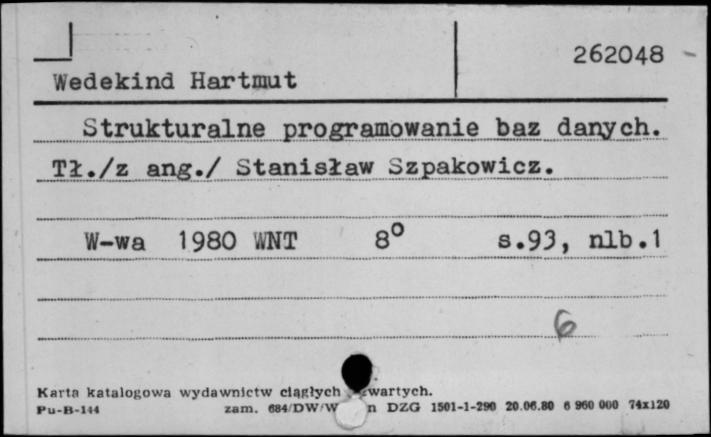 262048
Wedekind Hartmut
Strukturalne programowanie baz danych.
Tł./z ang./ Stanisław Szpakowicz.
W-wa 1980 WNT 8° s.93, nlb.1
6
Karta katalogowa wydawnictw ciągłych wartych.
Pu-B-144 zam. 684/DW/W n DZG 1501-1-290 20.06.80 6 960 000 74x120